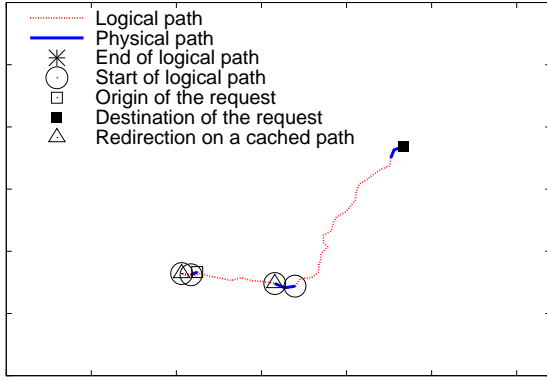 Logical path
Physical path
End of logical path
Start of logical path
Origin of the request
Destination of the request
Redirection on a cached path